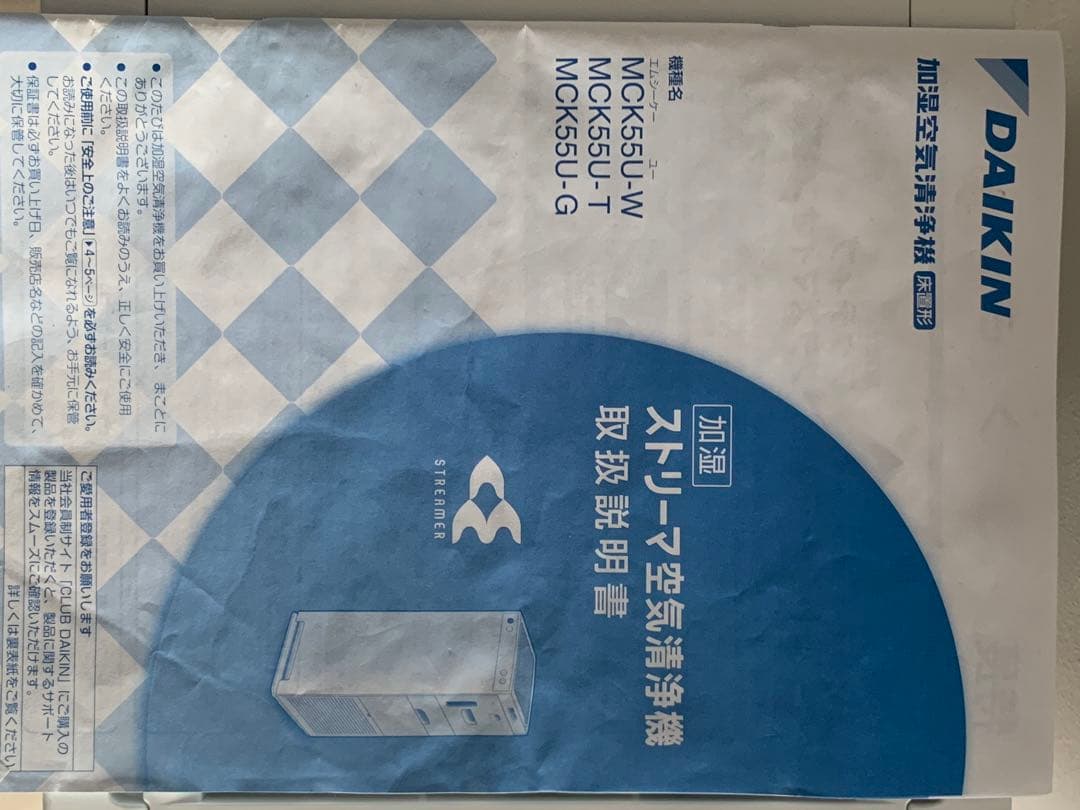 DAIKIN
加湿空気清浄機 床置形
機種名
エムシーケー ユー
MCK55U-W
MCK55U-T
MCK55U-G
加湿
ストリーマ空気清浄機
取扱説明書
STREAMER
● このたびは加湿空気清浄機をお買い上げいただき、まことに
ありがとうございます。
● この取扱説明書をよくお読みのうえ、正しく安全にご使用
ください。
● ご使用前に「安全上のご注意」▶4〜5ページを必ずお読みください。
お読みになった後はいつでもご覧になれるよう、お手元に保管
してください。
● 保証書は必ずお買い上げ日、販売店名などの記入を確かめて、
大切に保管してください。
ご愛用者登録をお願いします
当社会員制サイト「CLUB DAIKIN」にご購入の
製品を登録いただくと、製品に関するサポート
情報をスムーズにご確認いただけます。
詳しくは裏表紙をご覧ください